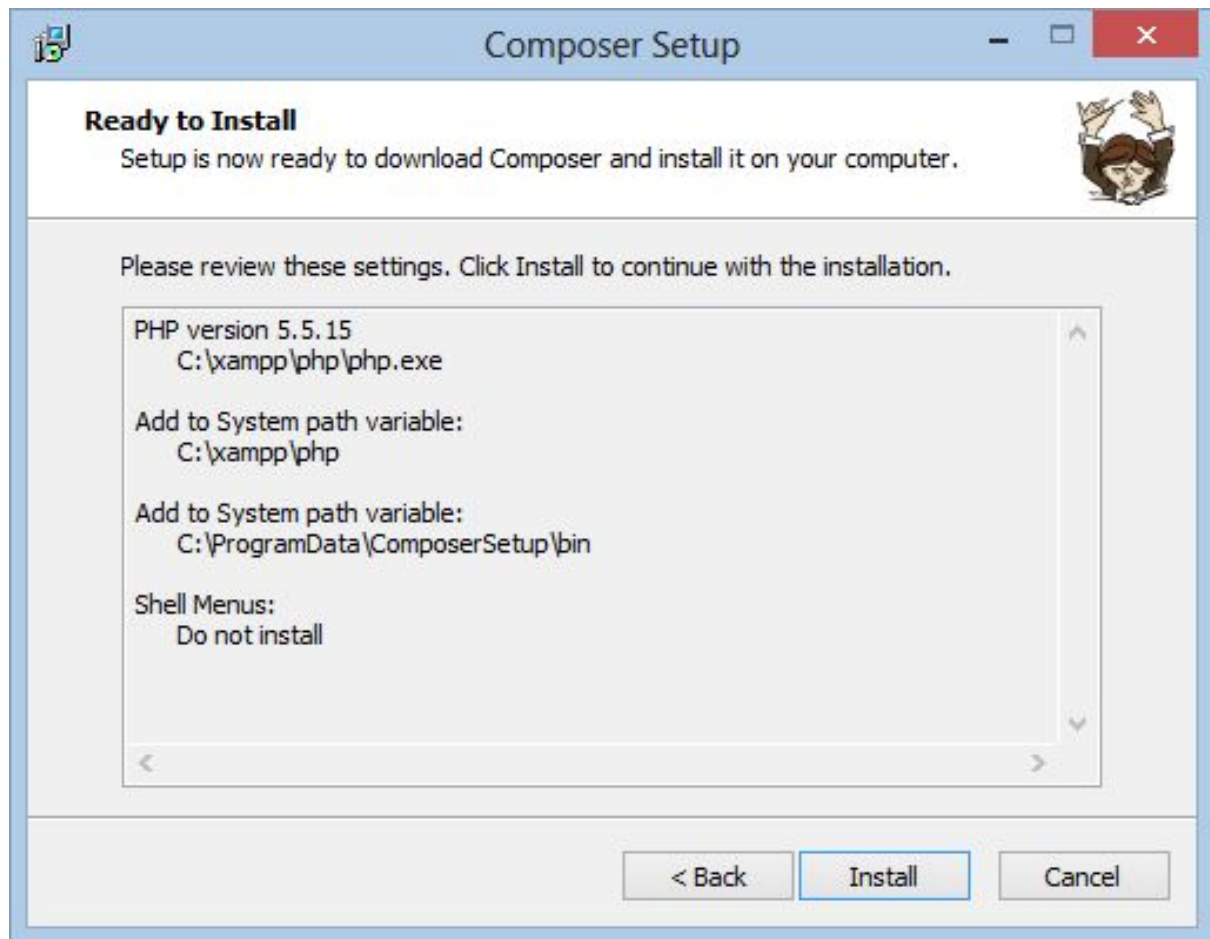 Composer Setup
Ready to Install
Setup is now ready to download Composer and install it on your computer.
Please review these settings. Click Install to continue with the installation.
PHP version 5.5.15
C:\xampp\php\php.exe
Add to System path variable:
C:\xampp\php
Add to System path variable:
C:\ProgramData\ComposerSetup\bin
Shell Menus:
Do not install
< Back Install Cancel